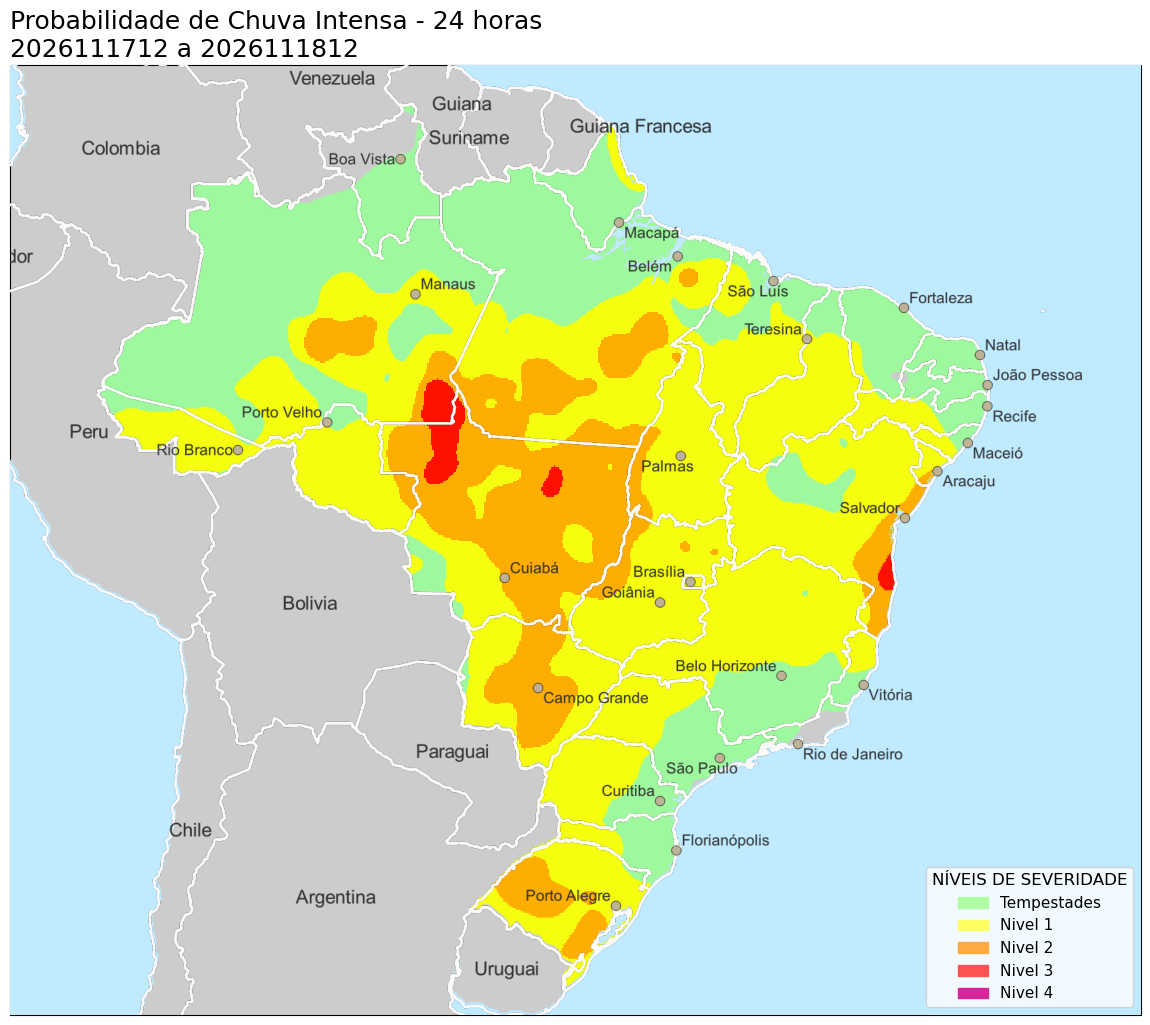 Probabilidade de Chuva Intensa - 24 horas
2026111712 a 2026111812
Venezuela
Guiana
Guiana Francesa
Suriname
Colombia
Boa Vista
Macapá
dor
Belém
Manaus
São Luís
Fortaleza
Teresina
Natal
João Pessoa
Porto Velho
Recife
Peru
Rio Branco
Maceió
Palmas
Aracaju
Salvador
Cuiabá
Brasília
Goiânia
Bolivia
Belo Horizonte
Campo Grande
Vitória
Paraguai
Rio de Janeiro
São Paulo
Curitiba
Chile
Florianópolis
Argentina
Porto Alegre
Uruguai
NÍVEIS DE SEVERIDADE
Tempestades
Nivel 1
Nivel 2
Nivel 3
Nivel 4